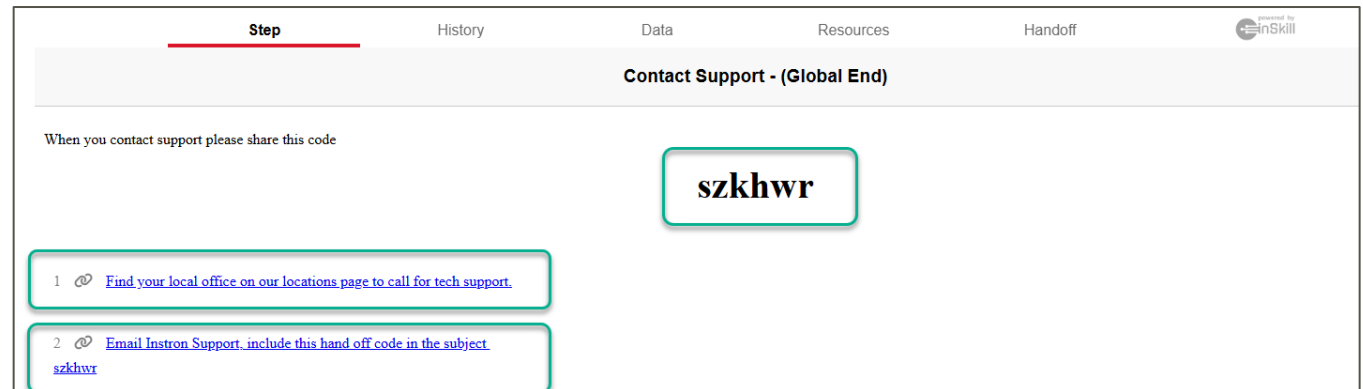 Step History Data Resources Handoff powered by inSkill
Contact Support - (Global End)
When you contact support please share this code
szkhwr
1 Find your local office on our locations page to call for tech support.
2 Email Instron Support, include this hand off code in the subject
szkhwr